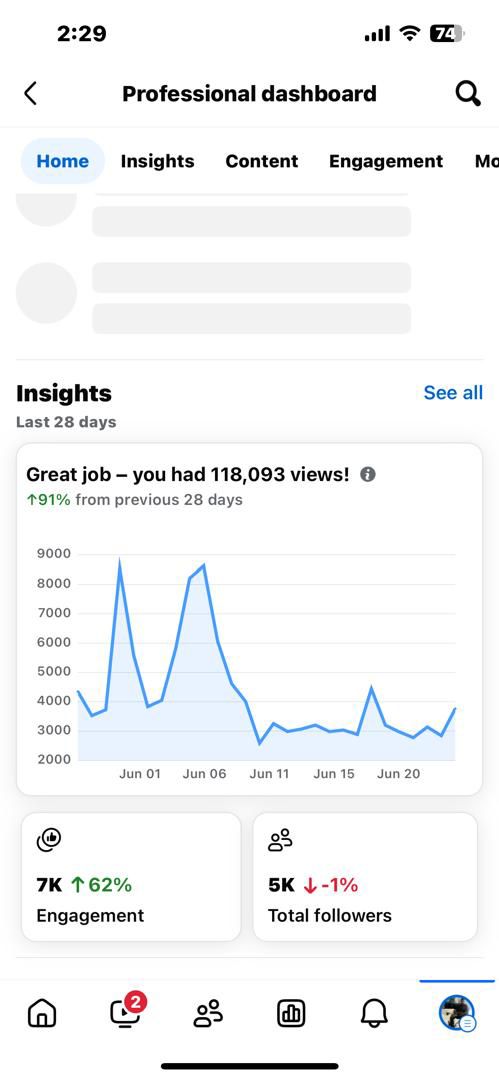 2:29
74
Professional dashboard
Home Insights Content Engagement Mo
Insights See all
Last 28 days
Great job – you had 118,093 views!
↑91% from previous 28 days
9000
8000
7000
6000
5000
4000
3000
2000
Jun 01 Jun 06 Jun 11 Jun 15 Jun 20
7K ↑62%
Engagement
5K ↓-1%
Total followers
2